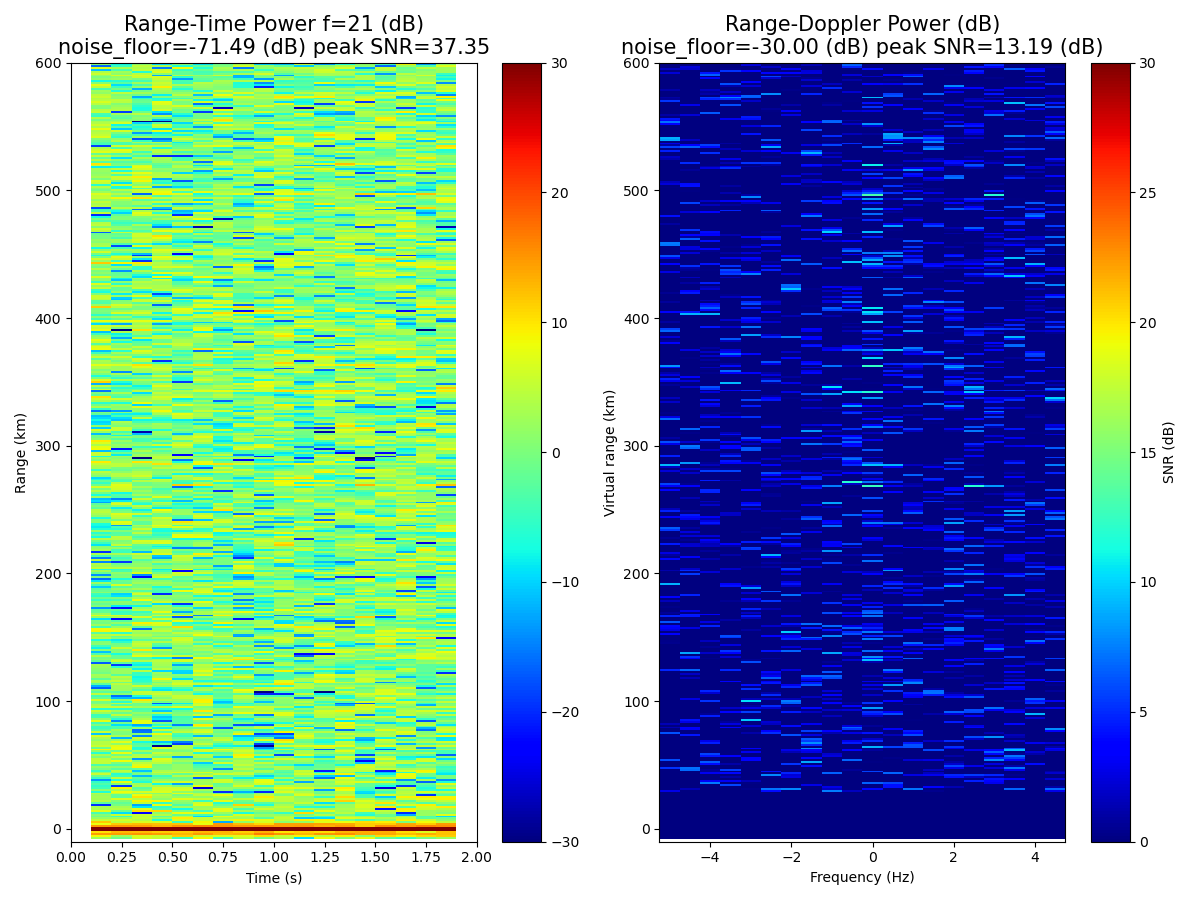 Range-Time Power f=21 (dB)
noise_floor=-71.49 (dB) peak SNR=37.35
600
500
400
300
200
100
0
Range (km)
0.00 0.25 0.50 0.75 1.00 1.25 1.50 1.75 2.00
Time (s)
30
20
10
0
−10
−20
−30
Range-Doppler Power (dB)
noise_floor=-30.00 (dB) peak SNR=13.19 (dB)
600
500
400
300
200
100
0
Virtual range (km)
−4 −2 0 2 4
Frequency (Hz)
30
25
20
15
10
5
0
SNR (dB)